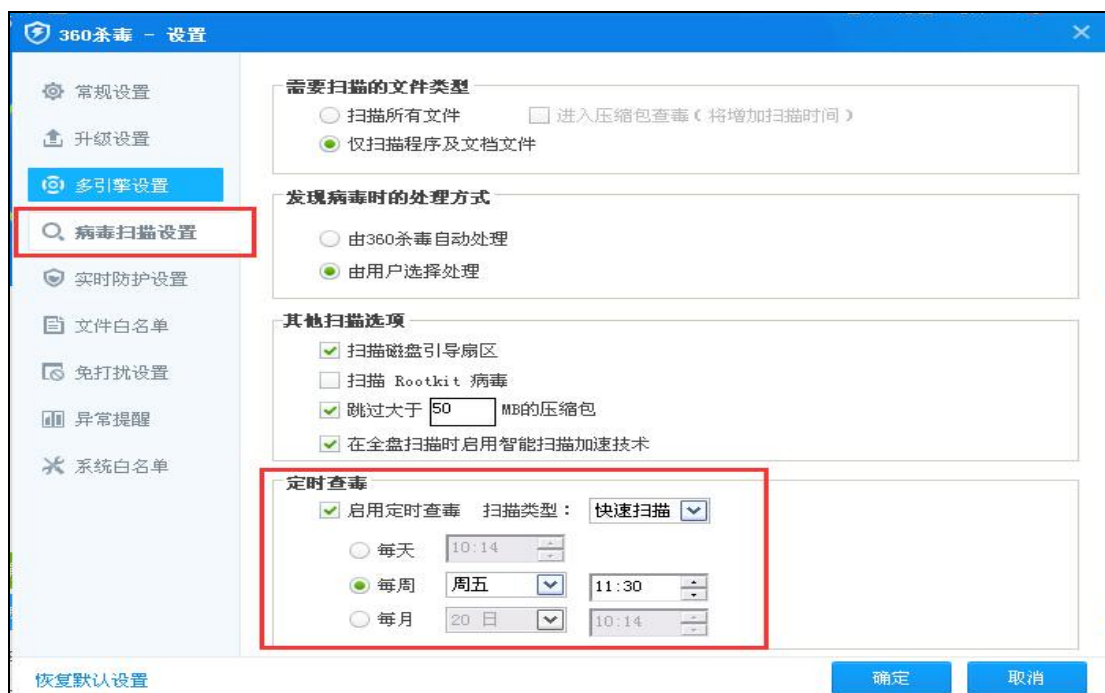 360杀毒 - 设置
常规设置
升级设置
多引擎设置
病毒扫描设置
实时防护设置
文件白名单
免打扰设置
异常提醒
系统白名单
需要扫描的文件类型
扫描所有文件 进入压缩包查毒（将增加扫描时间）
仅扫描程序及文档文件
发现病毒时的处理方式
由360杀毒自动处理
由用户选择处理
其他扫描选项
扫描磁盘引导扇区
扫描 Rootkit 病毒
跳过大于 50 MB的压缩包
在全盘扫描时启用智能扫描加速技术
定时查毒
启用定时查毒 扫描类型： 快速扫描
每天 10:14
每周 周五 11:30
每月 20 日 10:14
恢复默认设置 确定 取消